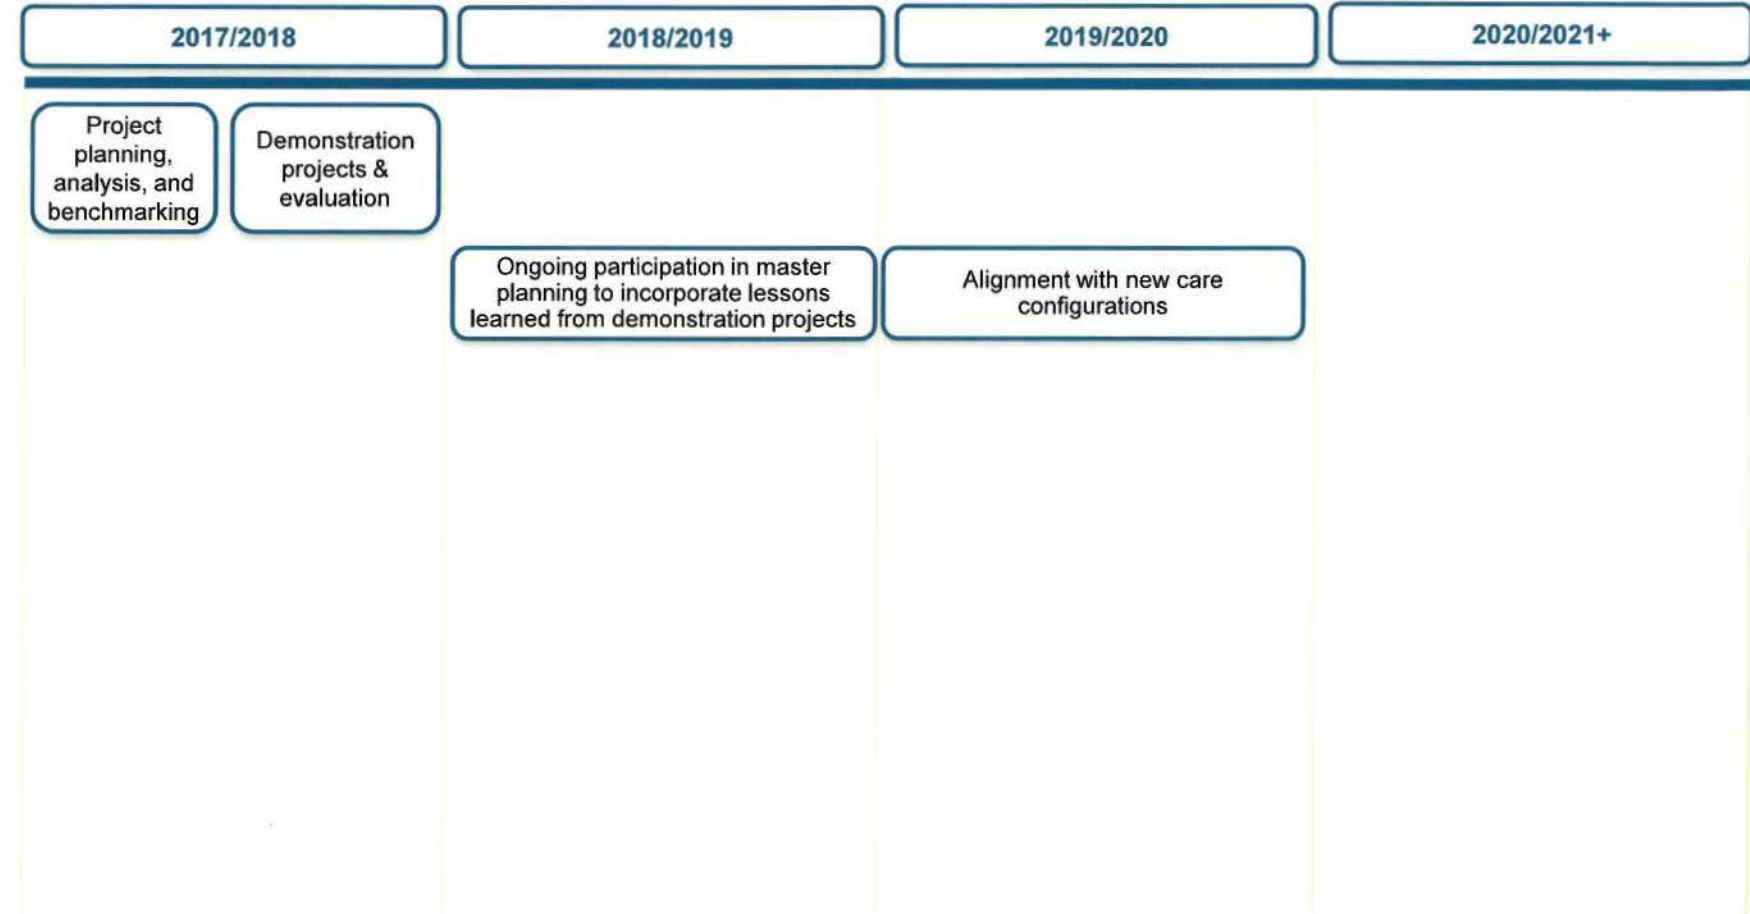 2017/2018
2018/2019
2019/2020
2020/2021+
Project
planning,
analysis, and
benchmarking
Demonstration
projects &
evaluation
Ongoing participation in master
planning to incorporate lessons
learned from demonstration projects
Alignment with new care
configurations